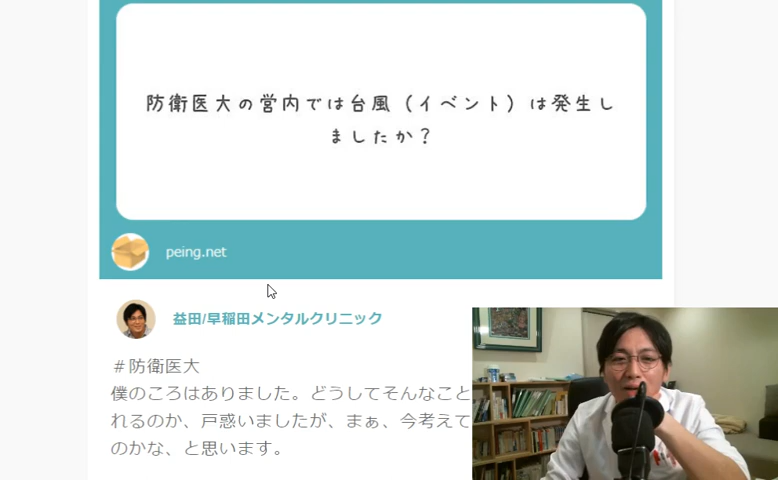 防衛医大の営内では台風（イベント）は発生し
ましたか？
peing.net
益田/早稲田メンタルクリニック
＃防衛医大
僕のころはありました。どうしてそんなこと
れるのか、戸惑いましたが、まぁ、今考えて
のかな、と思います。